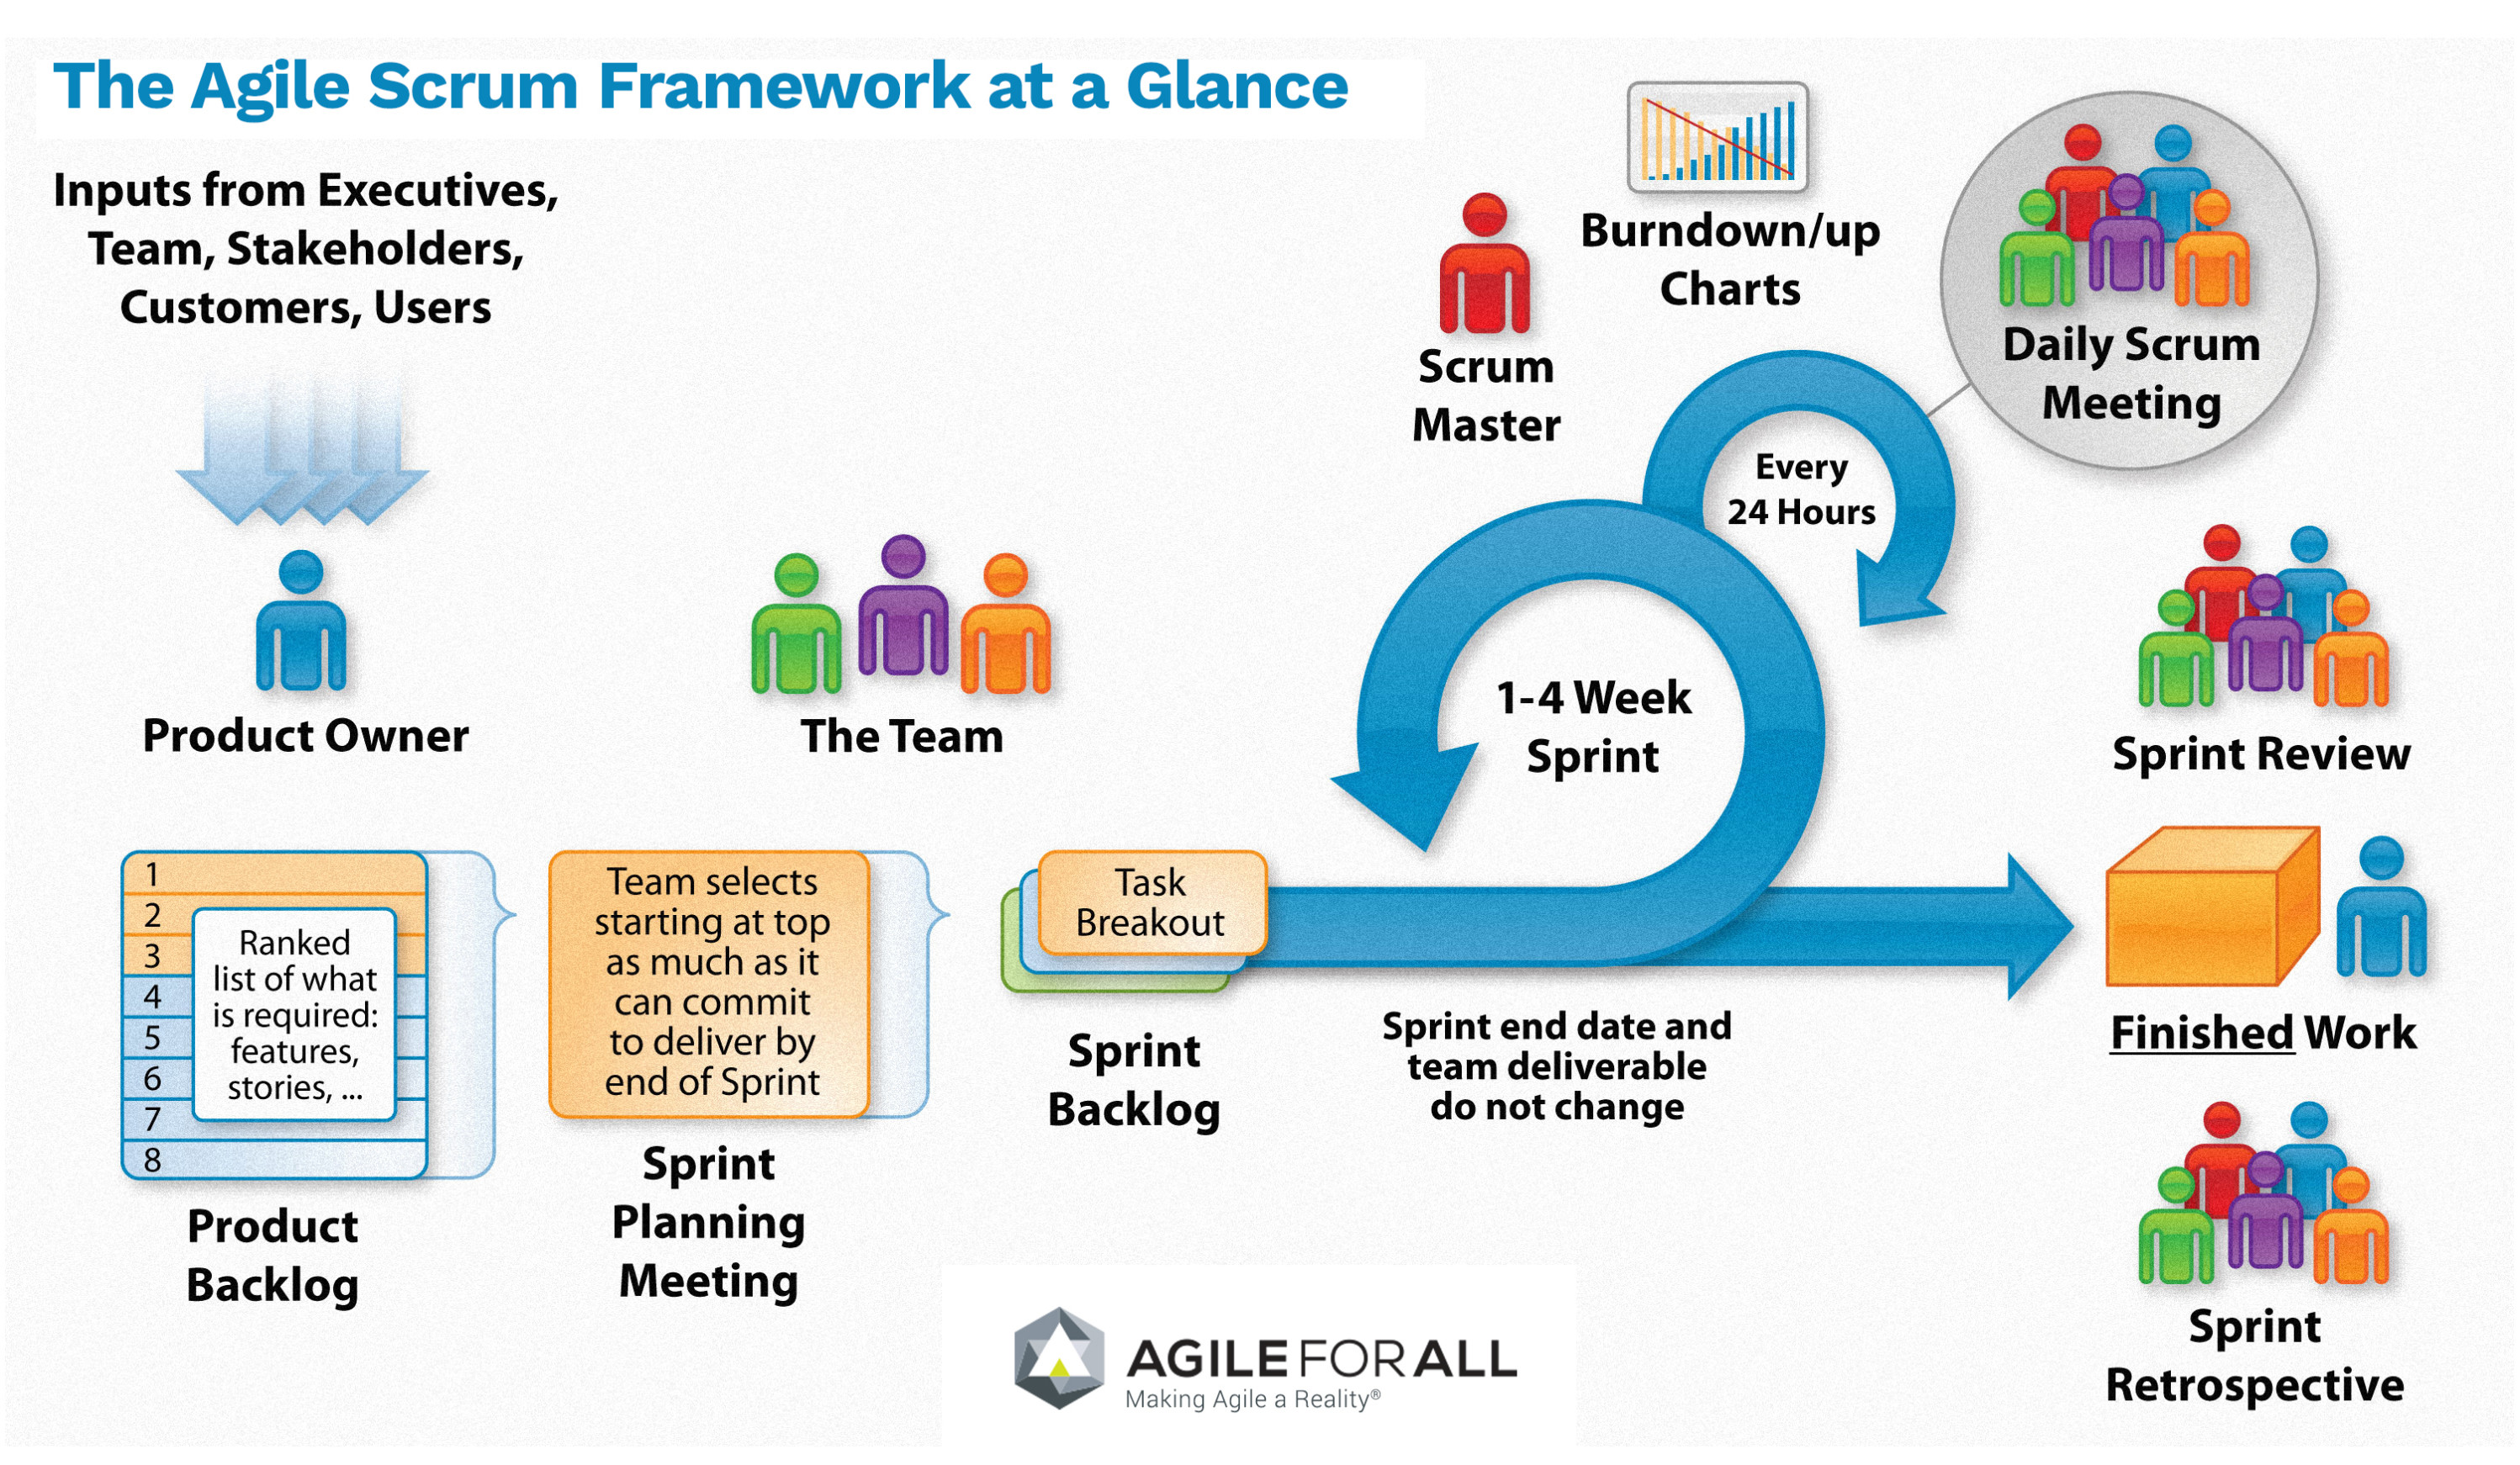 The Agile Scrum Framework at a Glance
Inputs from Executives,
Team, Stakeholders,
Customers, Users
Product Owner
The Team
Scrum
Master
Burndown/up
Charts
Daily Scrum
Meeting
Every
24 Hours
1-4 Week
Sprint
Sprint Review
1
2
3
4
5
6
7
8
Ranked
list of what
is required:
features,
stories, ...
Product
Backlog
Team selects
starting at top
as much as it
can commit
to deliver by
end of Sprint
Sprint
Planning
Meeting
Task
Breakout
Sprint
Backlog
Sprint end date and
team deliverable
do not change
Finished Work
Sprint
Retrospective
AGILE FOR ALL
Making Agile a Reality®